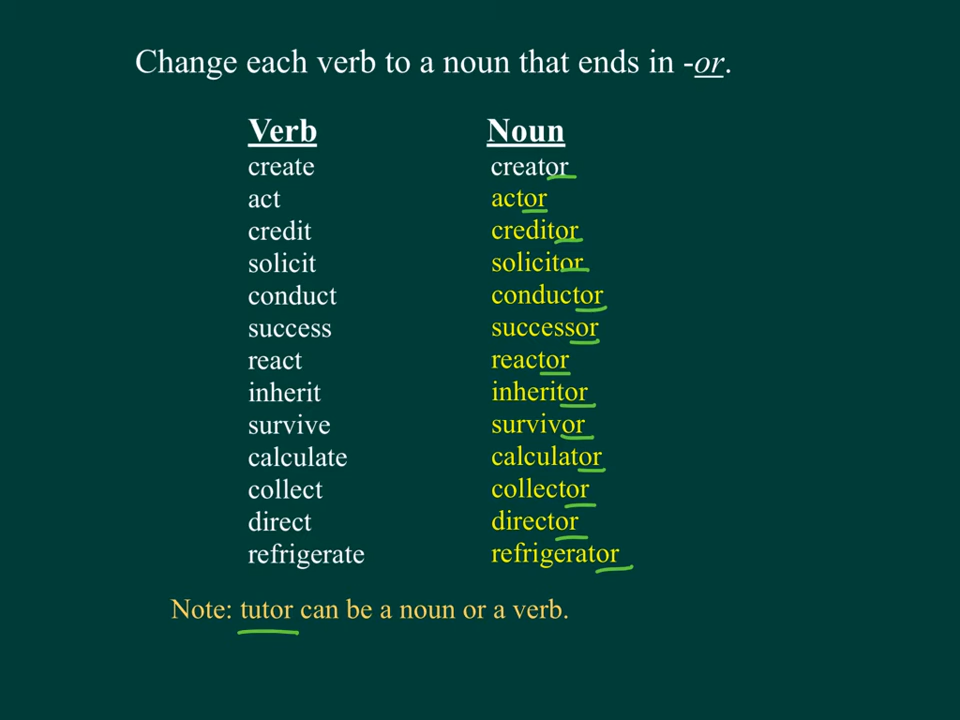 Change each verb to a noun that ends in -or.
Verb Noun
create creator
act actor
credit creditor
solicit solicitor
conduct conductor
success successor
react reactor
inherit inheritor
survive survivor
calculate calculator
collect collector
direct director
refrigerate refrigerator
Note: tutor can be a noun or a verb.